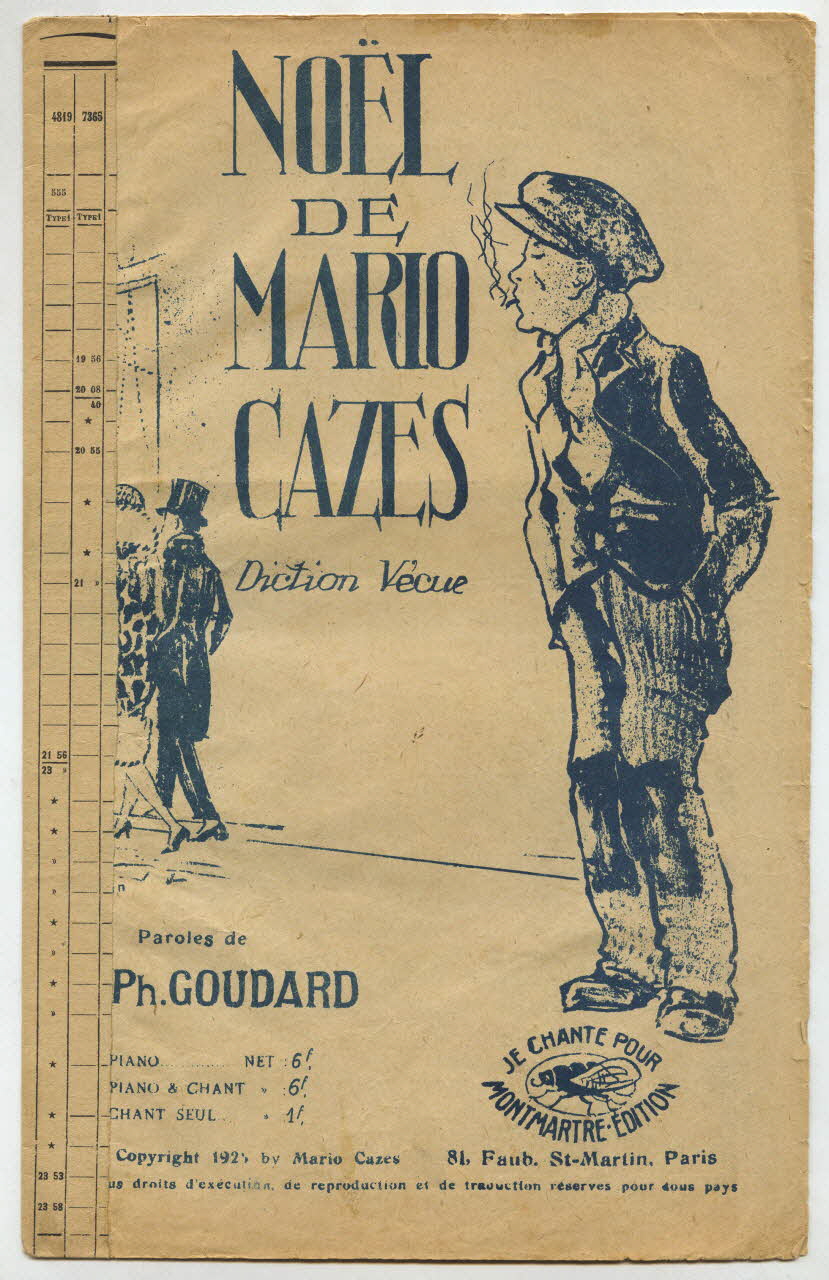 NOËL
DE
MARIO
CAZES
Diction Vécue
Paroles de
Ph. GOUDARD
PIANO............ NET : 6f,
PIANO & CHANT » : 6f,
CHANT SEUL.. » 1f,
JE CHANTE POUR
MONTMARTRE-ÉDITION
Copyright 192 by Mario Cazes 81, Faub. St-Martin, Paris
us droits d'exécution, de reproduction et de traduction réservés pour tous pays
4819 7365
555
TYPE1 TYPE1
19 56
20 08
40
★
20 55
★
★
21 »
21 56
23 »
★
★
»
»
★
»
★
»
★
★
★
23 53
23 58